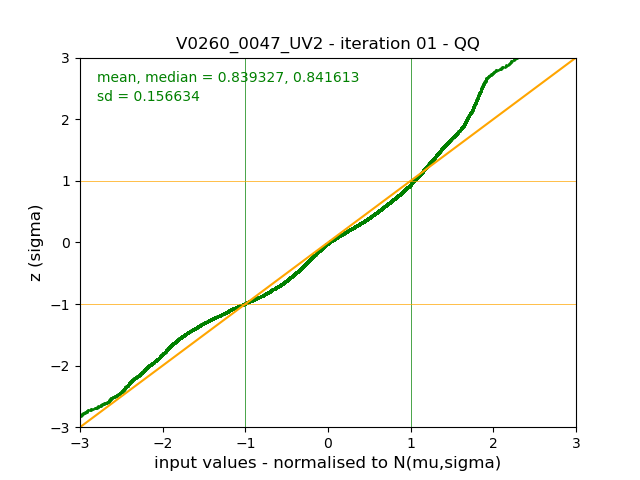 V0260_0047_UV2 - iteration 01 - QQ
mean, median = 0.839327, 0.841613
sd = 0.156634
3
2
1
0
−1
−2
−3
z (sigma)
−3 −2 −1 0 1 2 3
input values - normalised to N(mu,sigma)